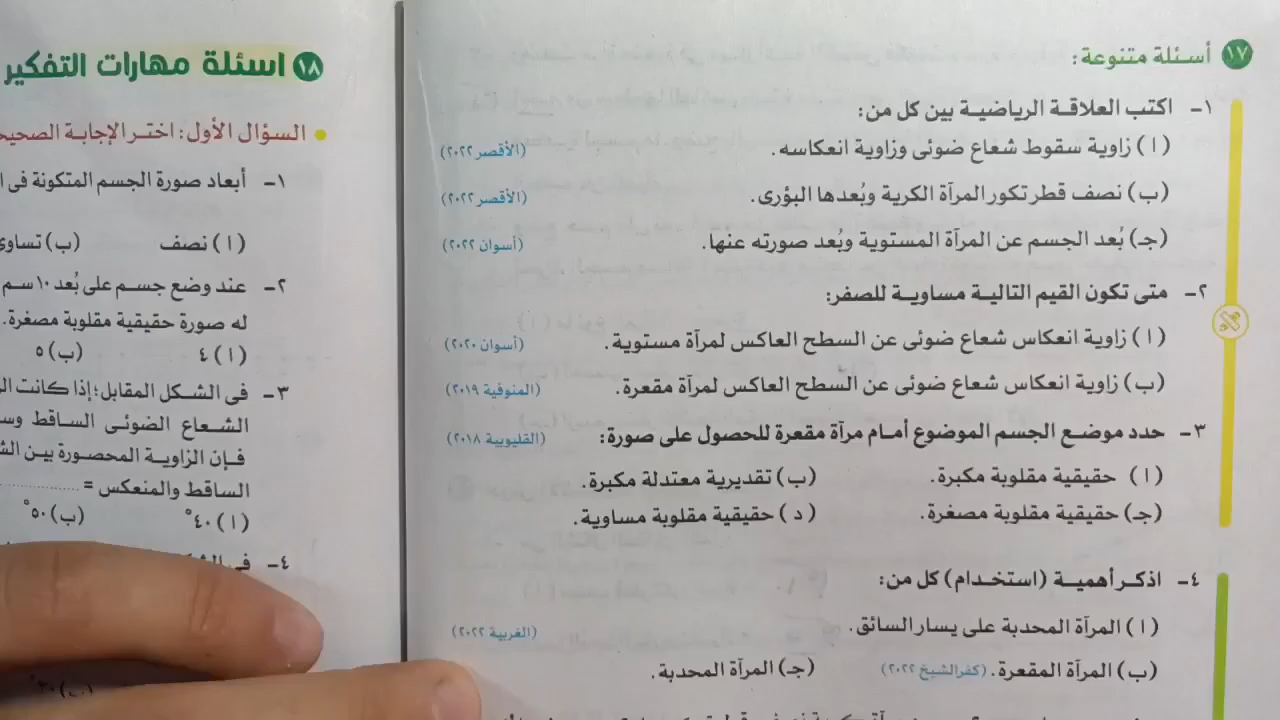 ١٧ أسئلة متنوعة:
١- اكتب العلاقة الرياضية بين كل من:
(أ) زاوية سقوط شعاع ضوئى وزاوية انعكاسه. (الأقصر ٢٠٢٢)
(ب) نصف قطر تكور المرآة الكرية وبُعدها البؤرى. (الأقصر ٢٠٢٢)
(جـ) بُعد الجسم عن المرآة المستوية وبُعد صورته عنها. (أسوان ٢٠٢٢)
٢- متى تكون القيم التالية مساوية للصفر:
(أ) زاوية انعكاس شعاع ضوئى عن السطح العاكس لمرآة مستوية. (أسوان ٢٠٢٠)
(ب) زاوية انعكاس شعاع ضوئى عن السطح العاكس لمرآة مقعرة. (المنوفية ٢٠١٩)
٣- حدد موضع الجسم الموضوع أمام مرآة مقعرة للحصول على صورة: (القليوبية ٢٠١٨)
(أ) حقيقية مقلوبة مكبرة. (ب) تقديرية معتدلة مكبرة.
(جـ) حقيقية مقلوبة مصغرة. (د) حقيقية مقلوبة مساوية.
٤- اذكر أهمية (استخدام) كل من:
(أ) المرآة المحدبة على يسار السائق. (الغربية ٢٠٢٢)
(ب) المرآة المقعرة. (كفر الشيخ ٢٠٢٢) (جـ) المرآة المحدبة.
١٨ اسئلة مهارات التفكير
السؤال الأول: اختر الإجابة
١- أبعاد صورة الجسم المتكونة فى
(أ) نصف (ب)
٢- عند وضع جسم على بُعد ١٠ سم
له صورة حقيقية مقلوبة مصغرة.
(أ) ٤ (ب) ٥
٣- فى الشكل المقابل؛ إذا كانت
الشعاع الضوئى الساقط
فإن الزاوية المحصورة بين
الساقط والمنعكس = ..............
(أ) ٤٠° (ب) ٥٠°
٤- فى